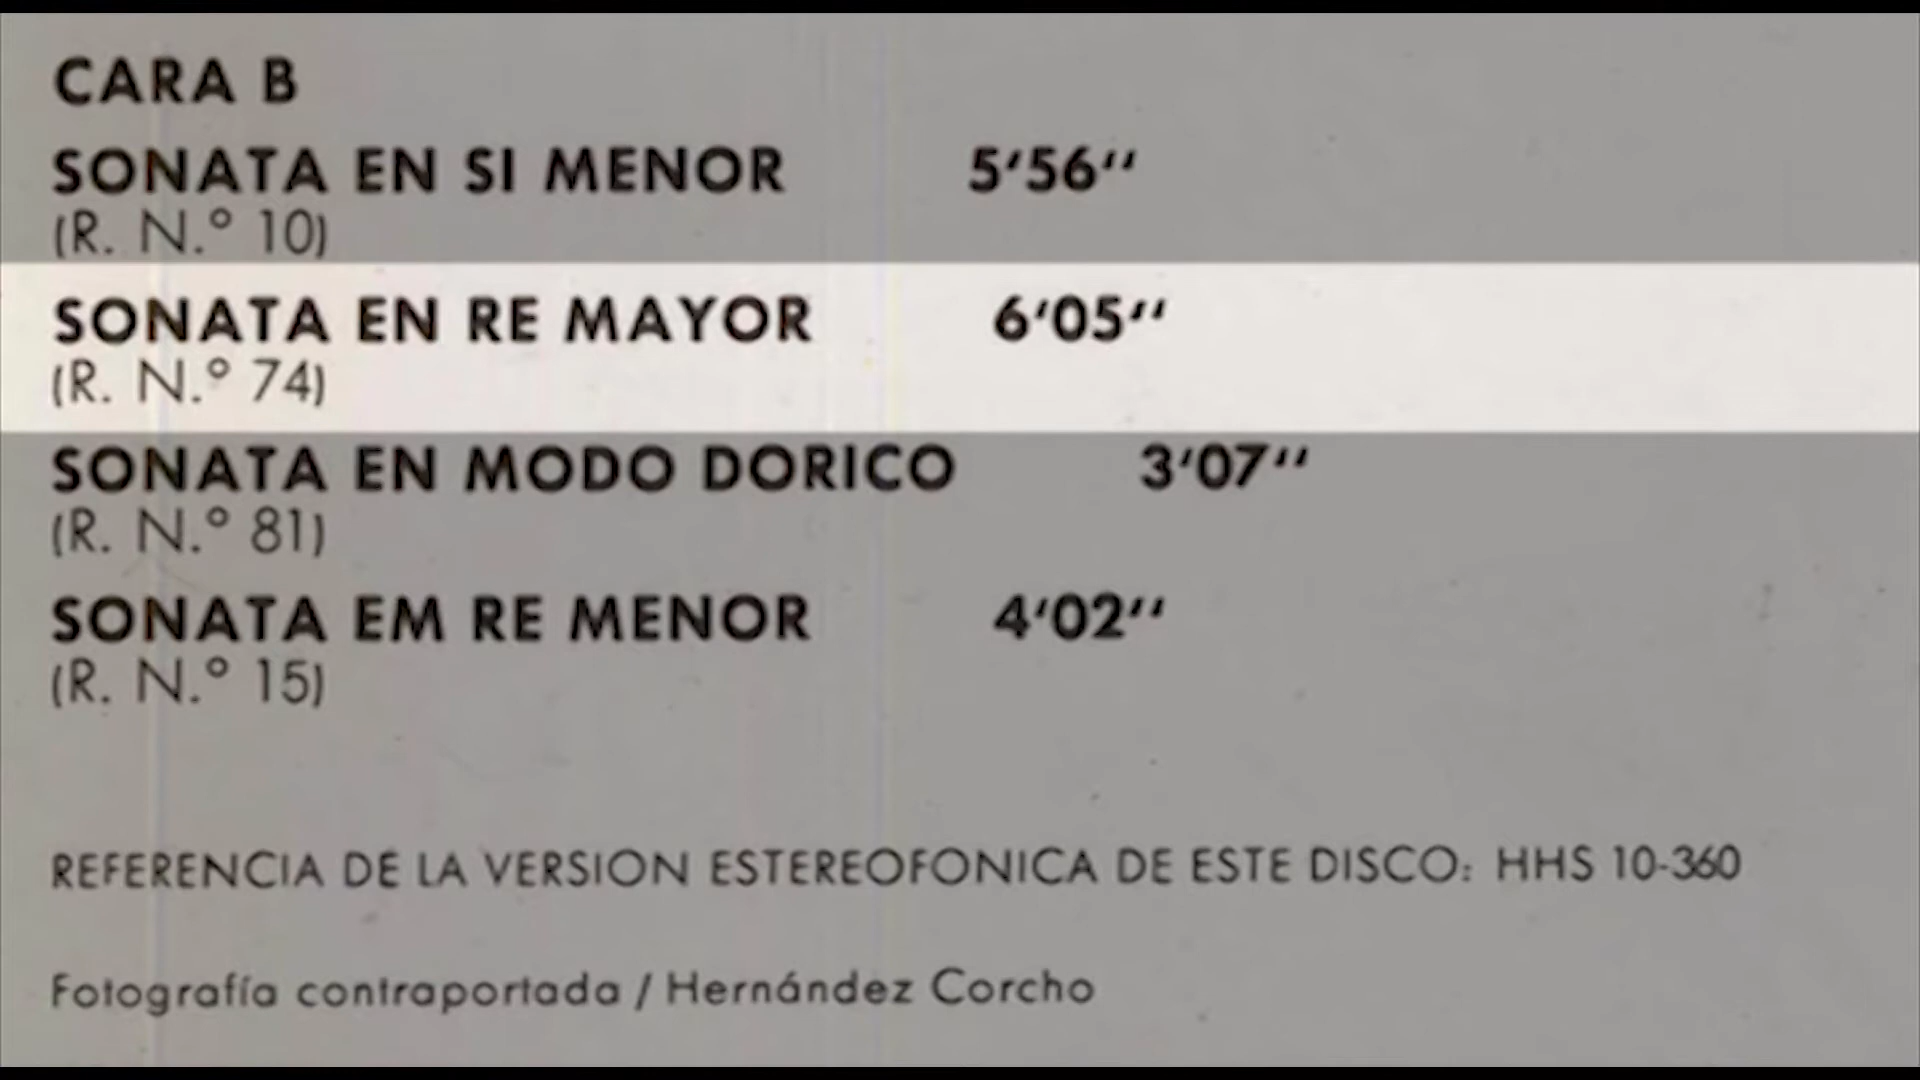 CARA B
SONATA EN SI MENOR 5'56"
(R. N.º 10)
SONATA EN RE MAYOR 6'05"
(R. N.º 74)
SONATA EN MODO DORICO 3'07"
(R. N.º 81)
SONATA EM RE MENOR 4'02"
(R. N.º 15)
REFERENCIA DE LA VERSION ESTEREOFONICA DE ESTE DISCO: HHS 10-360
Fotografía contraportada / Hernández Corcho